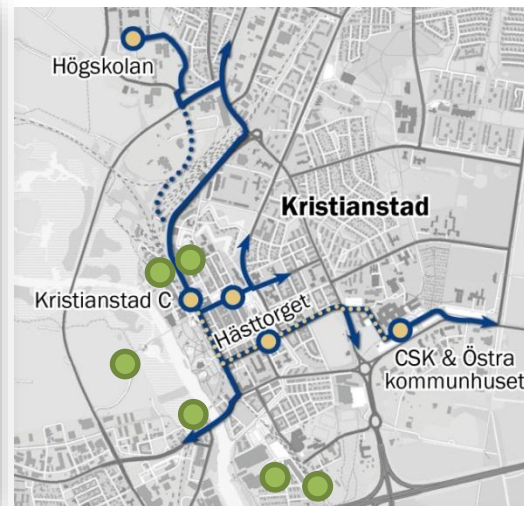 Högskolan
Kristianstad
Kristianstad C
Hästtorget
CSK & Östra
kommunhuset